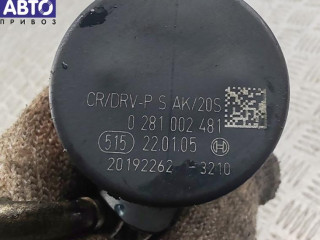 АВТО
ПРИВОЗ
CR/DRV-P S AK/20S
0 281 002 481
515 22.01.05
20192262 -3210